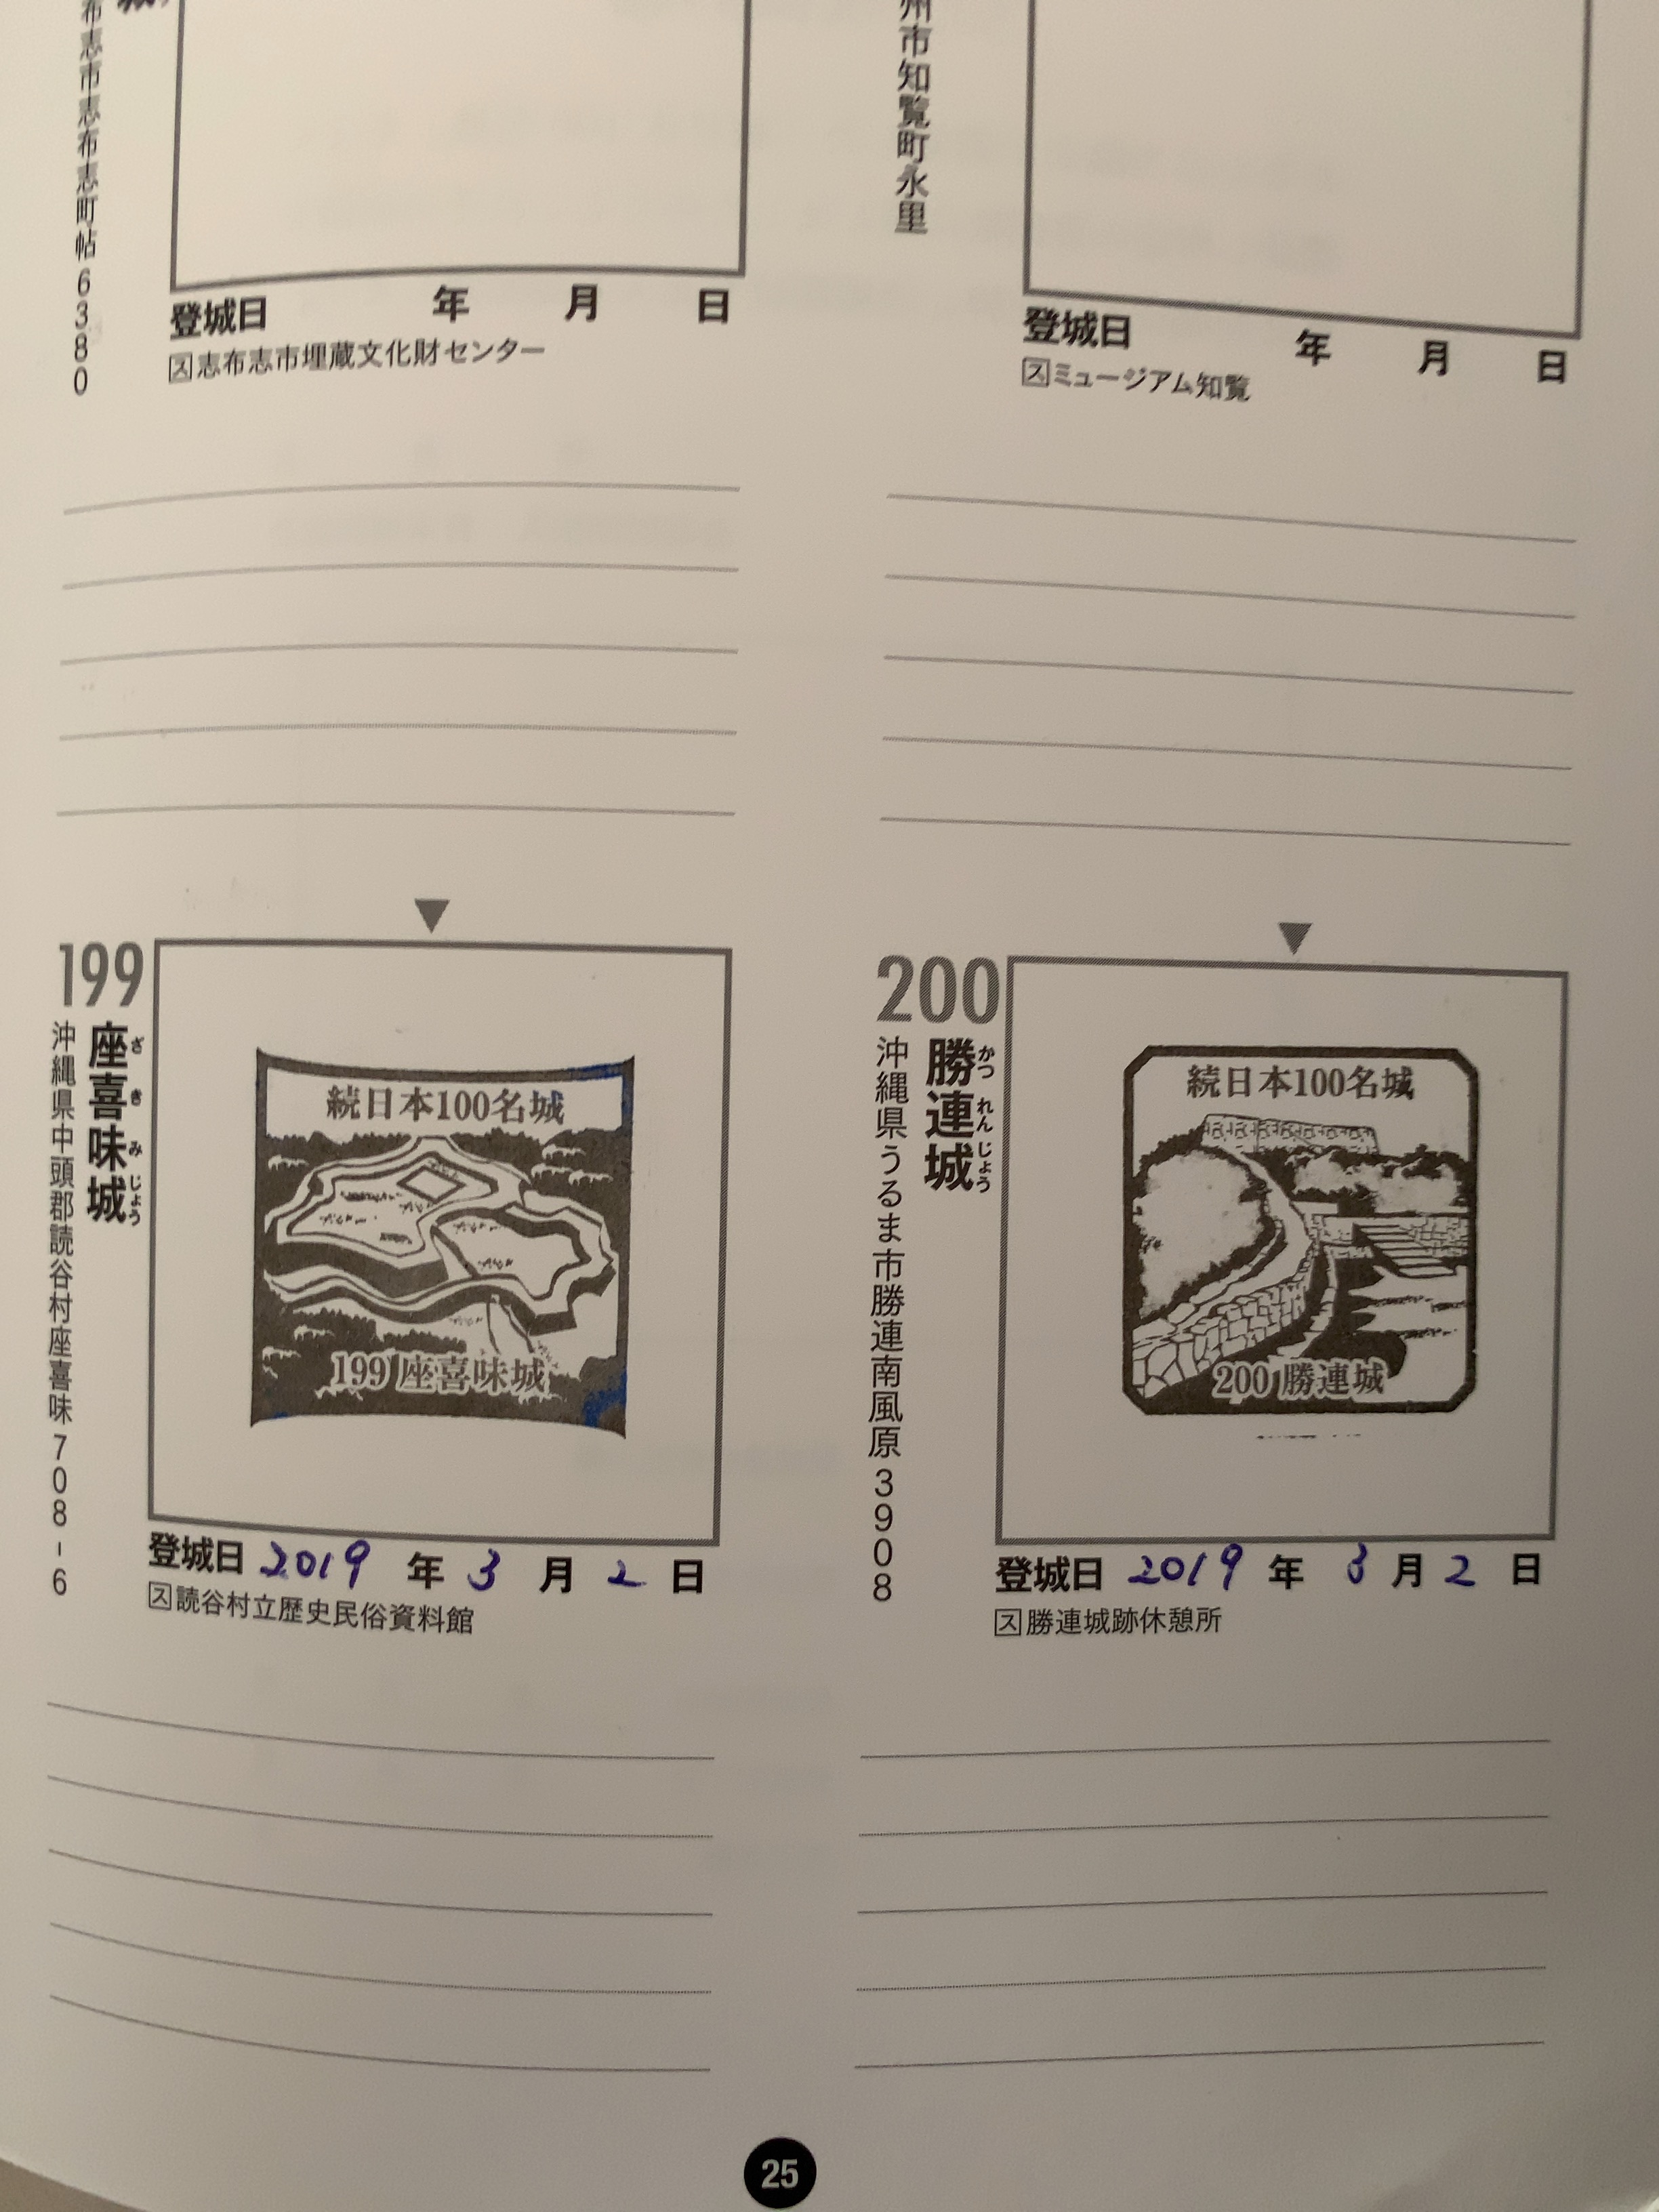 布志市志布志町帖6380
登城日 年 月 日
ス志布志市埋蔵文化財センター
州市知覧町永里
登城日 年 月 日
スミュージアム知覧
199
座喜味城
ざきみじょう
沖縄県中頭郡読谷村座喜味708-6
続日本100名城
199 座喜味城
登城日 2019 年 3 月 2 日
ス読谷村立歴史民俗資料館
200
勝連城
かつれんじょう
沖縄県うるま市勝連南風原3908
続日本100名城
200 勝連城
登城日 2019 年 3 月 2 日
ス勝連城跡休憩所
25